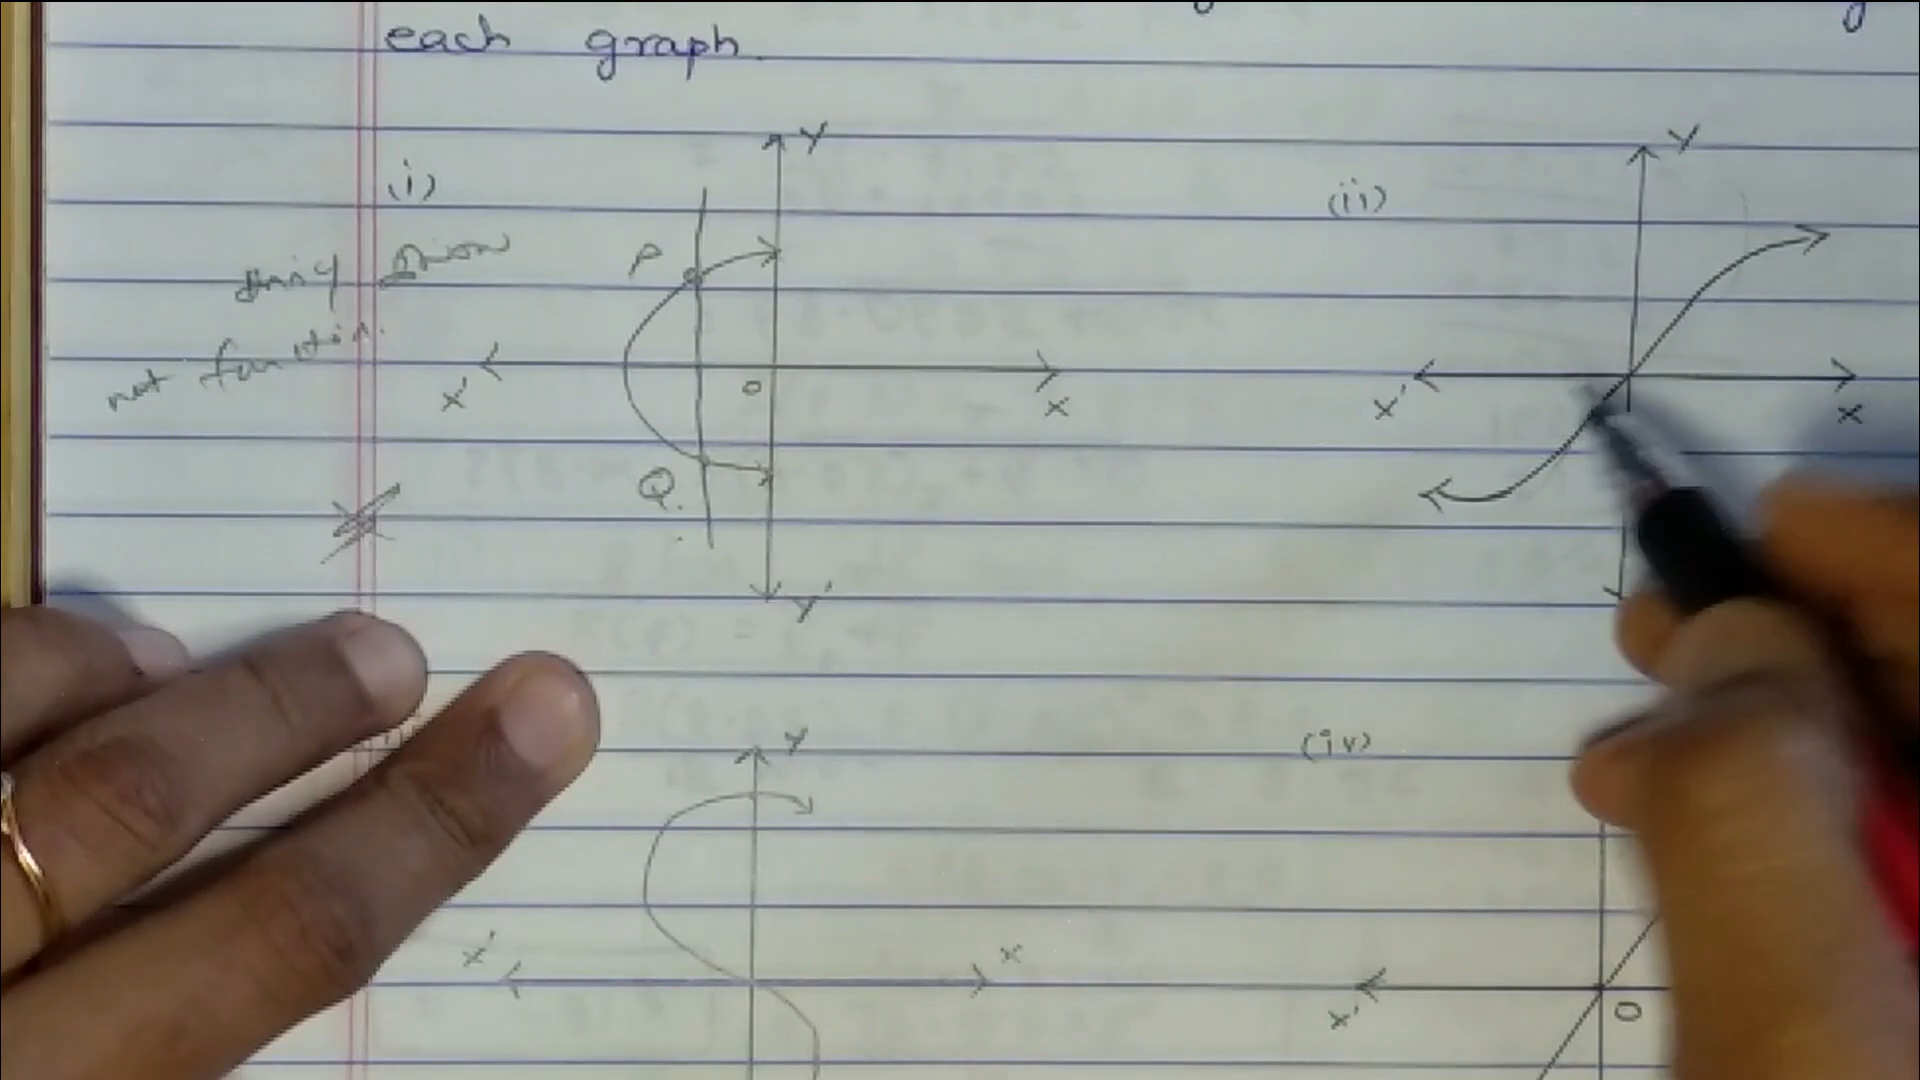 each graph.
(i)
Y
(ii)
Y
P
not function.
X'
O
X
X'
X
Q.
Y'
Y
(iv)
X'
X
X'
O